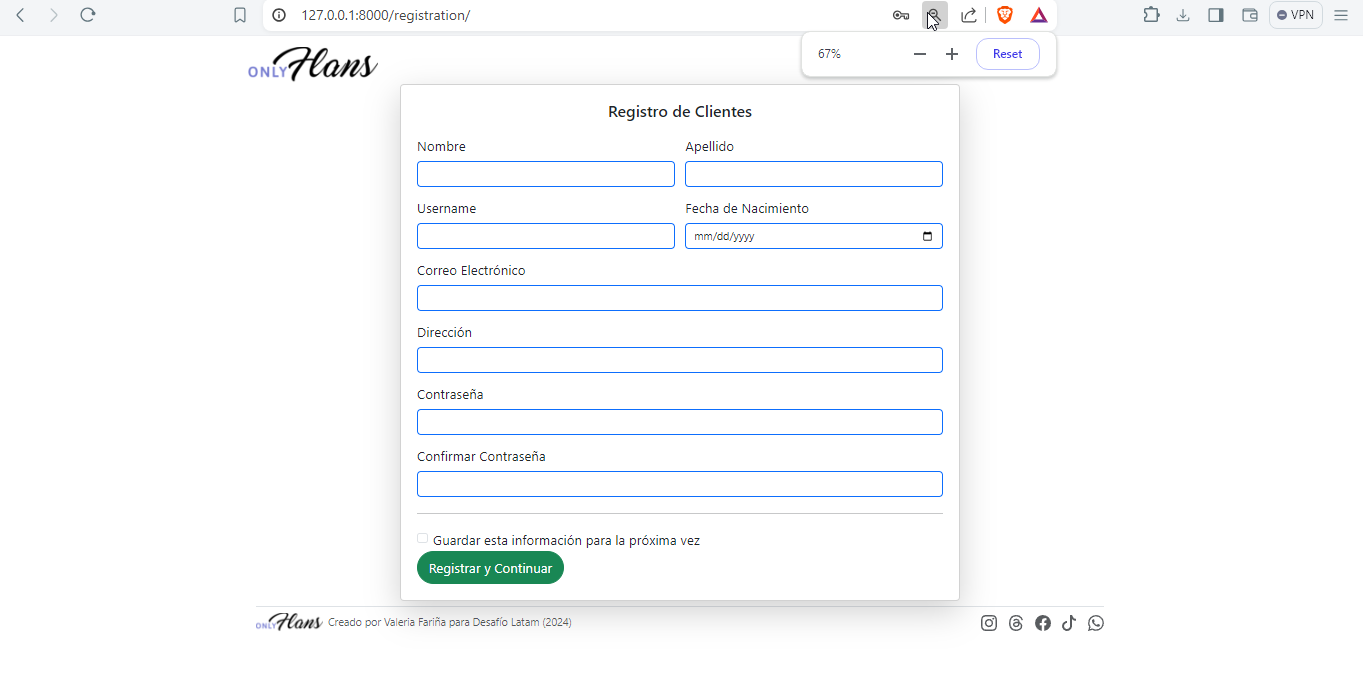 127.0.0.1:8000/registration/
VPN
67%
Reset
ONLY Flans
Registro de Clientes
Nombre Apellido
Username Fecha de Nacimiento
mm/dd/yyyy
Correo Electrónico
Dirección
Contraseña
Confirmar Contraseña
Guardar esta información para la próxima vez
Registrar y Continuar
ONLY Flans Creado por Valeria Fariña para Desafío Latam (2024)